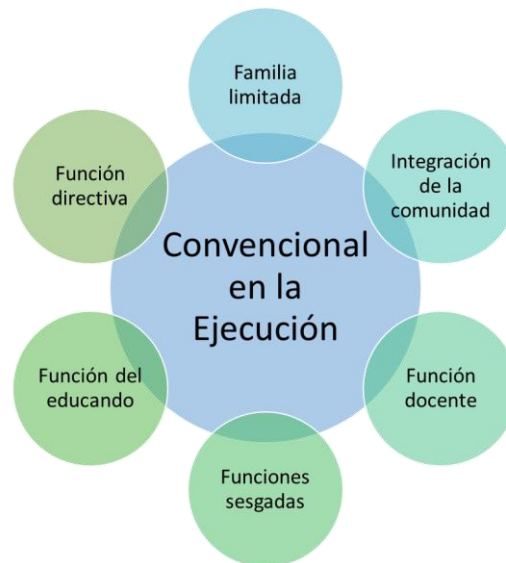 Familia
limitada
Integración
de la
comunidad
Función
directiva
Convencional
en la
Ejecución
Función del
educando
Función
docente
Funciones
sesgadas